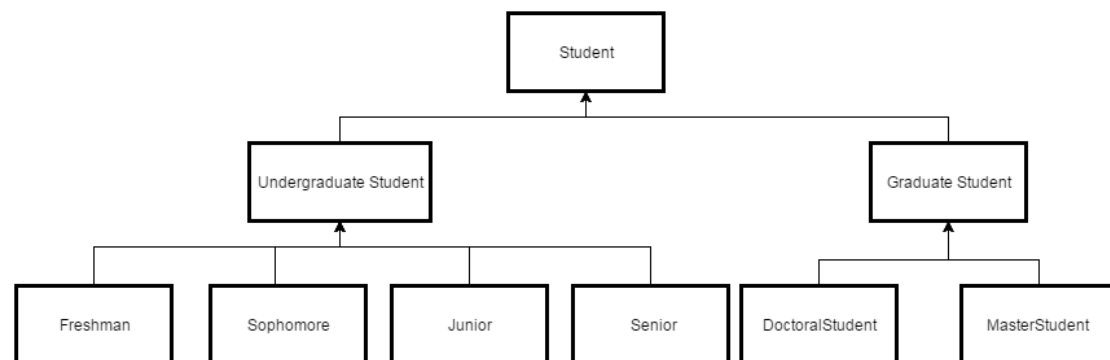 Student
Undergraduate Student
Graduate Student
Freshman
Sophomore
Junior
Senior
DoctoralStudent
MasterStudent